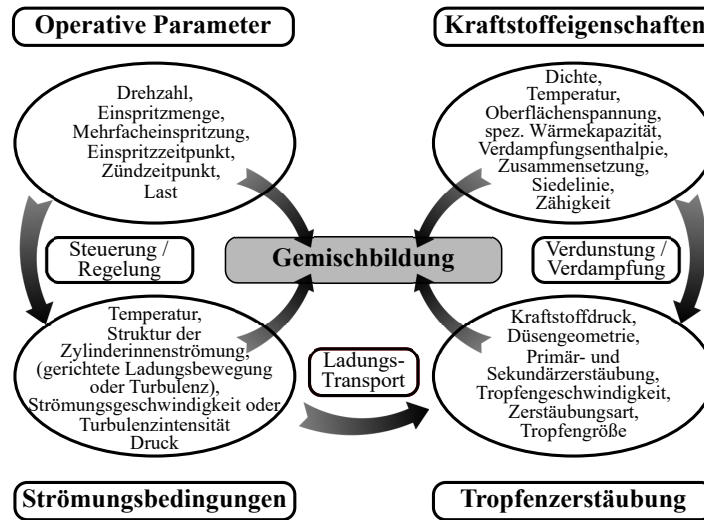 Operative Parameter
Kraftstoffeigenschaften
Drehzahl,
Einspritzmenge,
Mehrfacheinspritzung,
Einspritzzeitpunkt,
Zündzeitpunkt,
Last
Dichte,
Temperatur,
Oberflächenspannung,
spez. Wärmekapazität,
Verdampfungsenthalpie,
Zusammensetzung,
Siedelinie,
Zähigkeit
Steuerung /
Regelung
Gemischbildung
Verdunstung /
Verdampfung
Temperatur,
Struktur der
Zylinderinnenströmung,
(gerichtete Ladungsbewegung
oder Turbulenz),
Strömungsgeschwindigkeit oder
Turbulenzintensität
Druck
Ladungs-
Transport
Kraftstoffdruck,
Düsengeometrie,
Primär- und
Sekundärzerstäubung,
Tropfengeschwindigkeit,
Zerstäubungsart,
Tropfengröße
Strömungsbedingungen
Tropfenzerstäubung